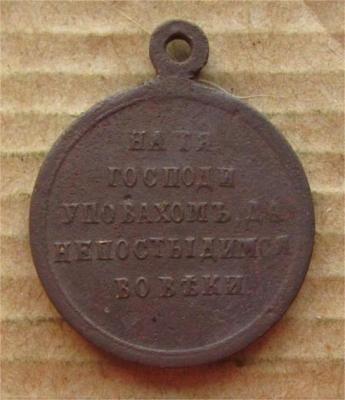 НА ТЯ
ГОСПОДИ
УПОВАХОМЪ, ДА
НЕПОСТЫДИМСЯ
ВО ВѢКИ